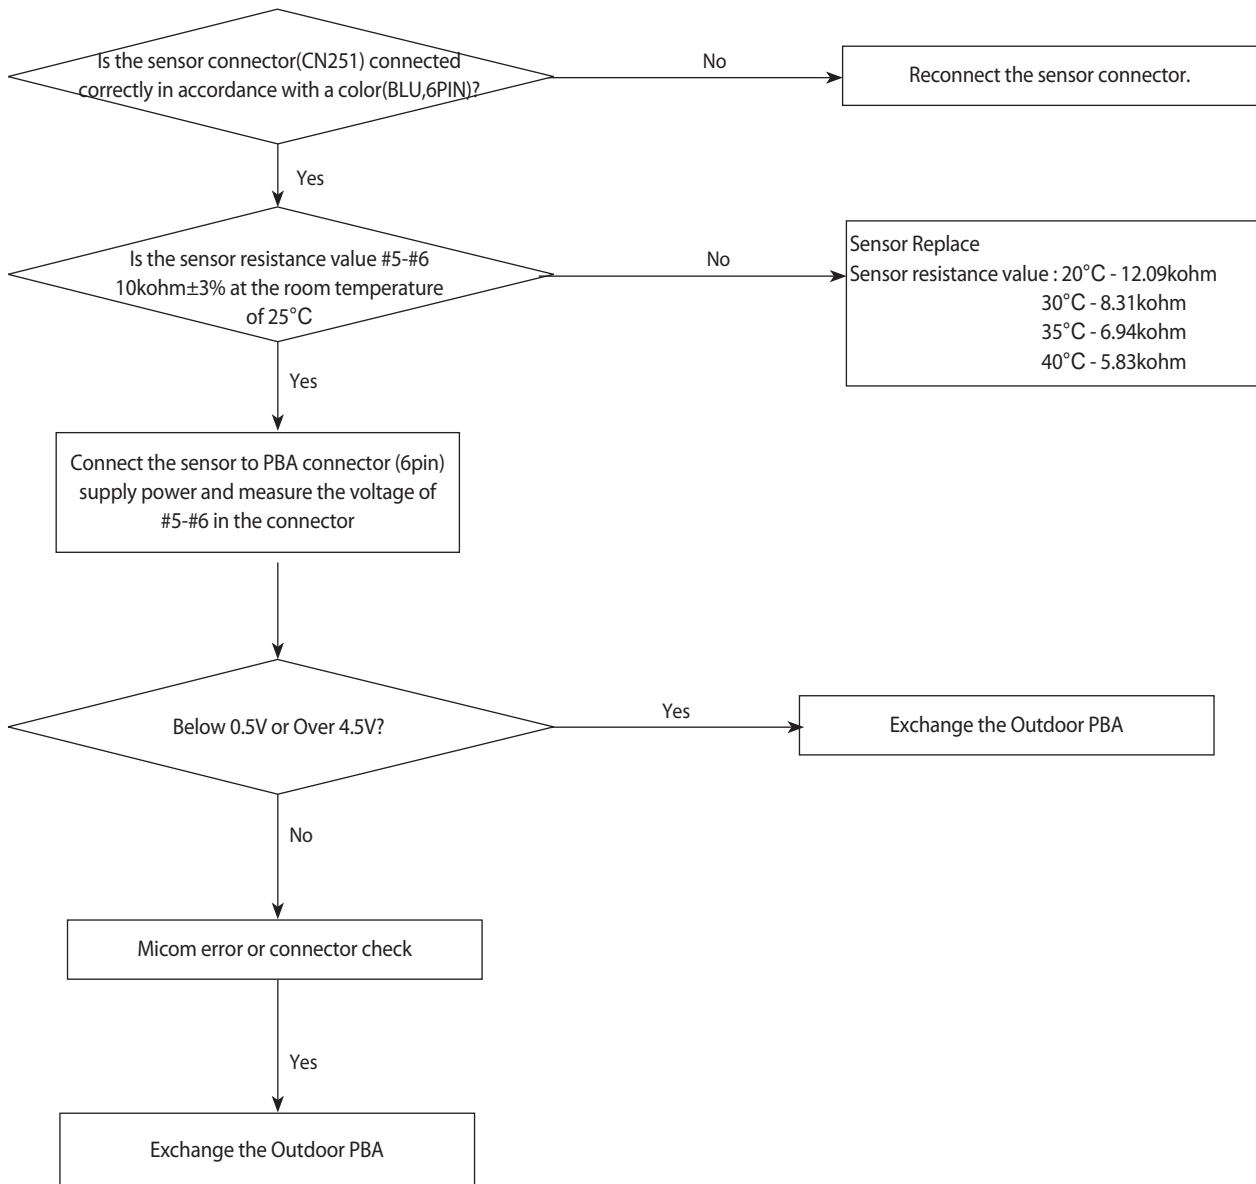 Is the sensor connector(CN251) connected
correctly in accordance with a color(BLU,6PIN)?
No
Reconnect the sensor connector.
Yes
Is the sensor resistance value #5-#6
10kohm±3% at the room temperature
of 25°C
No
Sensor Replace
Sensor resistance value : 20°C - 12.09kohm
30°C - 8.31kohm
35°C - 6.94kohm
40°C - 5.83kohm
Yes
Connect the sensor to PBA connector (6pin)
supply power and measure the voltage of
#5-#6 in the connector
Below 0.5V or Over 4.5V?
Yes
Exchange the Outdoor PBA
No
Micom error or connector check
Yes
Exchange the Outdoor PBA